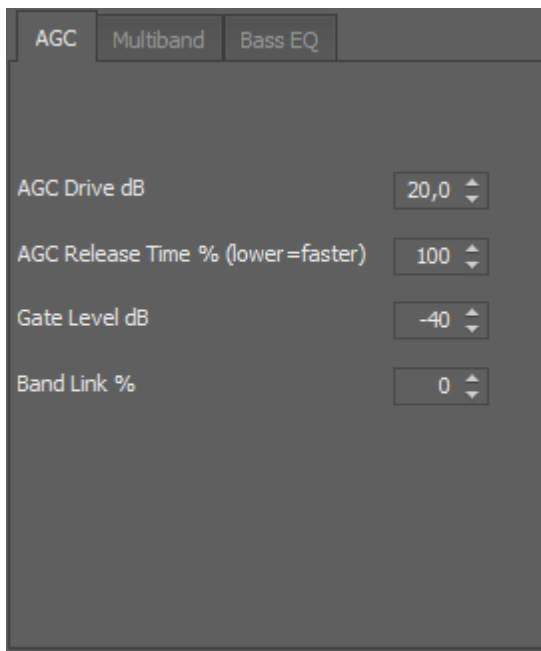 AGC Multiband Bass EQ
AGC Drive dB 20,0
AGC Release Time % (lower=faster) 100
Gate Level dB -40
Band Link % 0